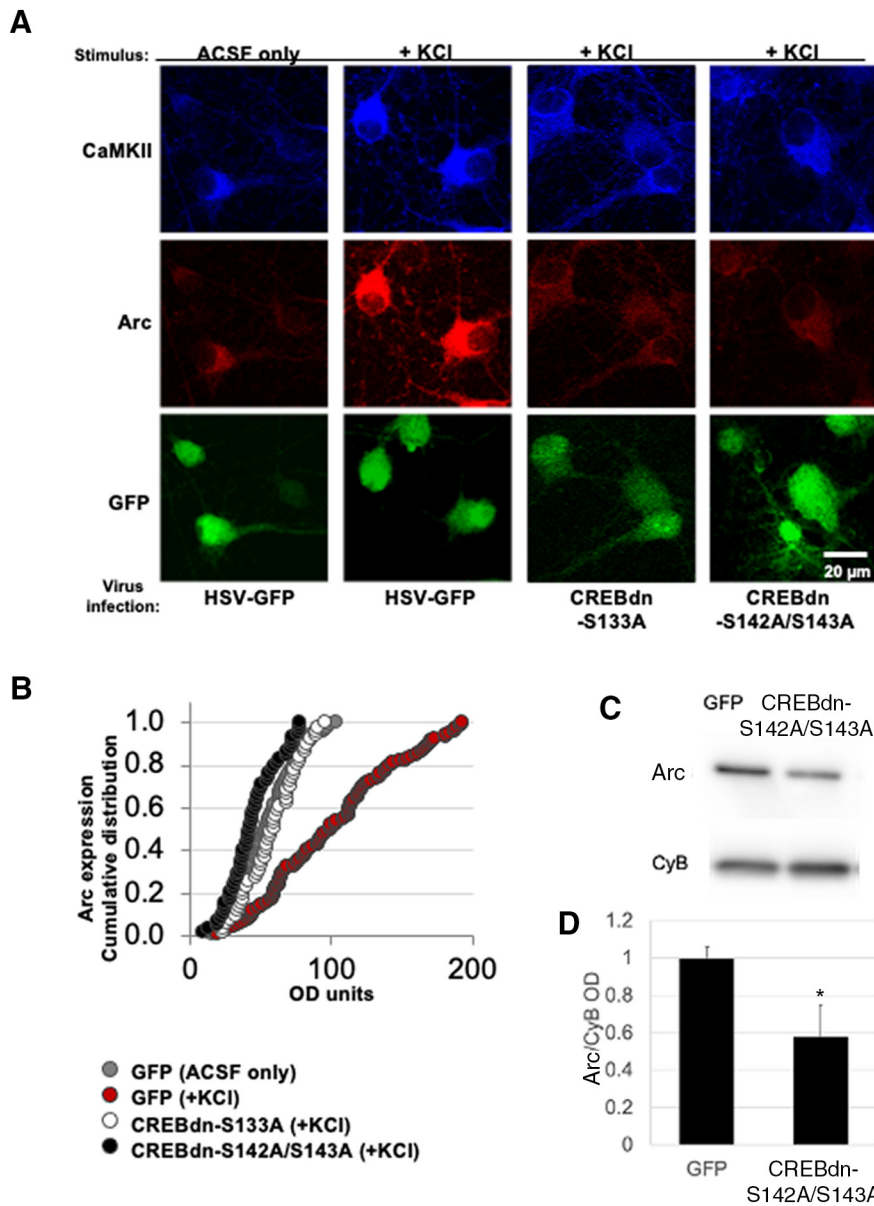 A
Stimulus: ACSF only + KCl + KCl + KCl
CaMKII
Arc
GFP
20 µm
Virus infection:
HSV-GFP
HSV-GFP
CREBdn
-S133A
CREBdn
-S142A/S143A
B
Arc expression
Cumulative distribution
1.0
0.8
0.6
0.4
0.2
0.0
0 100 200
OD units
GFP (ACSF only)
GFP (+KCl)
CREBdn-S133A (+KCl)
CREBdn-S142A/S143A (+KCl)
C
GFP CREBdn-
S142A/S143A
Arc
CyB
D
Arc/CyB OD
1.2
1
0.8
0.6
0.4
0.2
0
*
GFP
CREBdn-
S142A/S143A